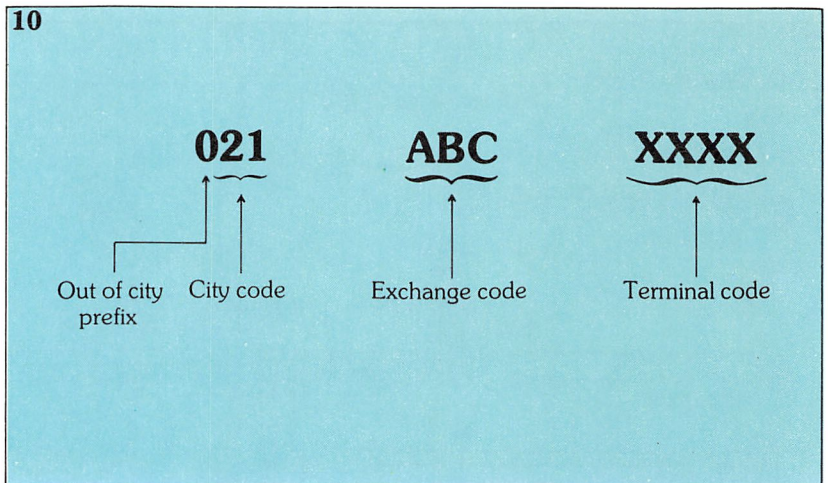 10
021 ABC XXXX
Out of city prefix
City code
Exchange code
Terminal code